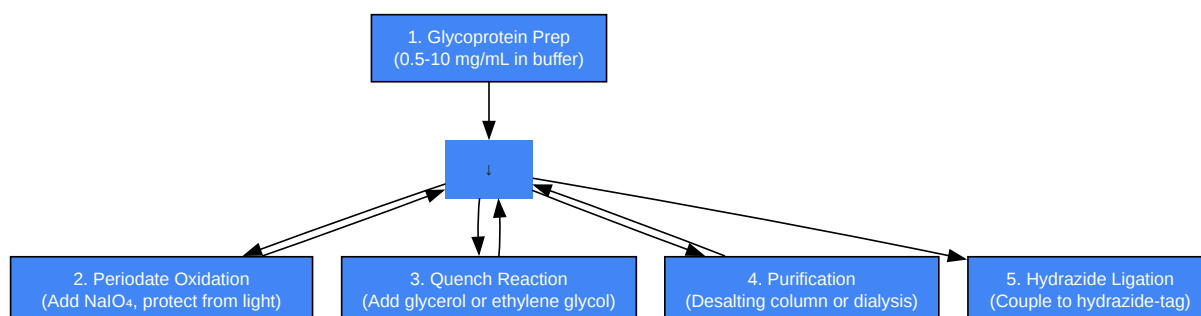 1. Glycoprotein Prep
(0.5-10 mg/mL in buffer)
↓
2. Periodate Oxidation
(Add NaIO₄, protect from light)
3. Quench Reaction
(Add glycerol or ethylene glycol)
4. Purification
(Desalting column or dialysis)
5. Hydrazide Ligation
(Couple to hydrazide-tag)